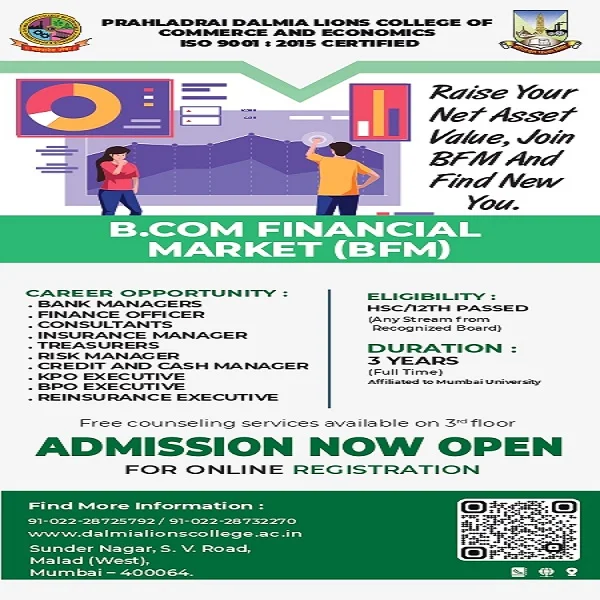 PRAHLADRAI DALMIA LIONS COLLEGE OF
COMMERCE AND ECONOMICS
ISO 9001 : 2015 CERTIFIED
Raise Your
Net Asset
Value, Join
BFM And
Find New
You.
B.COM FINANCIAL
MARKET (BFM)
CAREER OPPORTUNITY :
. BANK MANAGERS
. FINANCE OFFICER
. CONSULTANTS
. INSURANCE MANAGER
. TREASURERS
. RISK MANAGER
. CREDIT AND CASH MANAGER
. KPO EXECUTIVE
. BPO EXECUTIVE
. REINSURANCE EXECUTIVE
ELIGIBILITY :
HSC/12TH PASSED
(Any Stream from
Recognized Board)
DURATION :
3 YEARS
(Full Time)
Affiliated to Mumbai University
Free counseling services available on 3rd floor
ADMISSION NOW OPEN
FOR ONLINE REGISTRATION
Find More Information :
91-022-28725792 / 91-022-28732270
www.dalmialionscollege.ac.in
Sunder Nagar, S. V. Road,
Malad (West),
Mumbai – 400064.